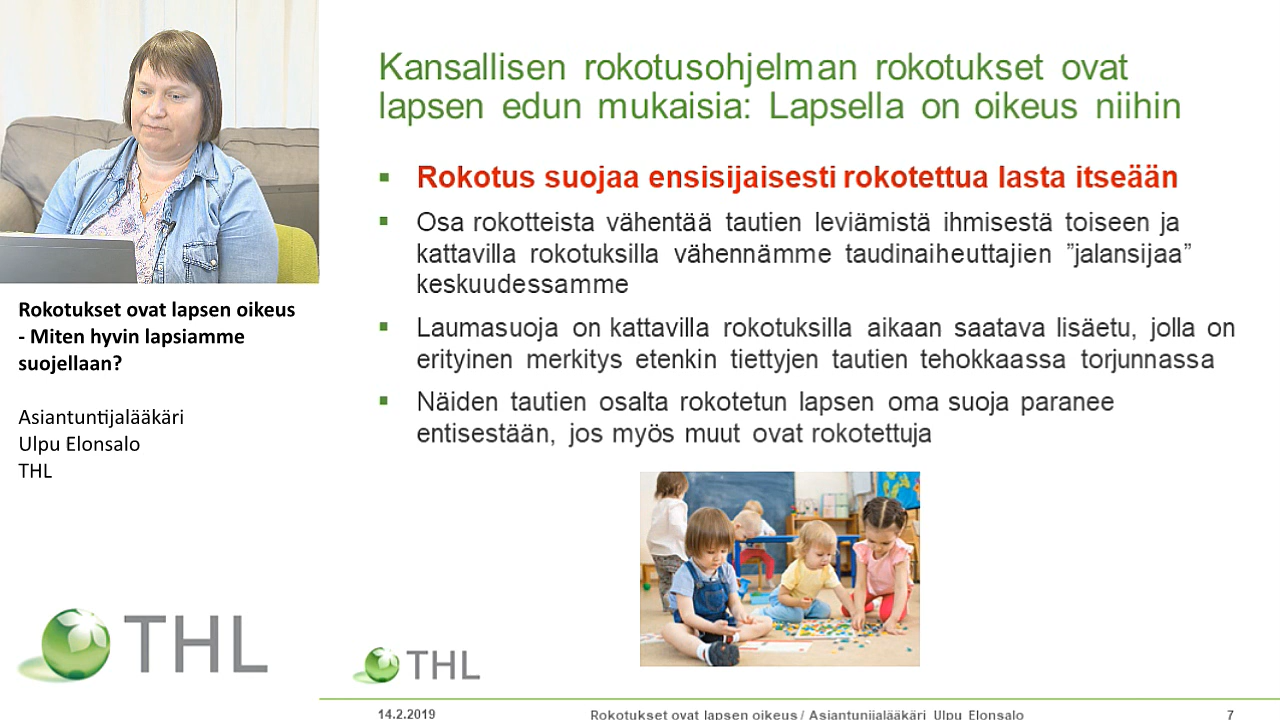 Rokotukset ovat lapsen oikeus
- Miten hyvin lapsiamme
suojellaan?
Asiantuntijalääkäri
Ulpu Elonsalo
THL
THL
Kansallisen rokotusohjelman rokotukset ovat
lapsen edun mukaisia: Lapsella on oikeus niihin
▪ Rokotus suojaa ensisijaisesti rokotettua lasta itseään
▪ Osa rokotteista vähentää tautien leviämistä ihmisestä toiseen ja
kattavilla rokotuksilla vähennämme taudinaiheuttajien ”jalansijaa”
keskuudessamme
▪ Laumasuoja on kattavilla rokotuksilla aikaan saatava lisäetu, jolla on
erityinen merkitys etenkin tiettyjen tautien tehokkaassa torjunnassa
▪ Näiden tautien osalta rokotetun lapsen oma suoja paranee
entisestään, jos myös muut ovat rokotettuja
THL
14.2.2019 Rokotukset ovat lapsen oikeus / Asiantunijalääkäri Ulpu Elonsalo 7